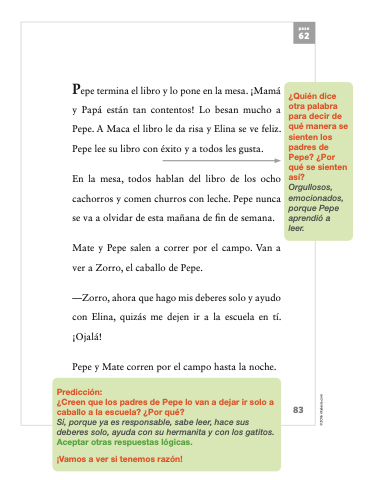 paso
62
Pepe termina el libro y lo pone en la mesa. ¡Mamá
y Papá están tan contentos! Lo besan mucho a
Pepe. A Maca el libro le da risa y Elina se ve feliz.
Pepe lee su libro con éxito y a todos les gusta.
En la mesa, todos hablan del libro de los ocho
cachorros y comen churros con leche. Pepe nunca
se va a olvidar de esta mañana de fin de semana.
Mate y Pepe salen a correr por el campo. Van a
ver a Zorro, el caballo de Pepe.
—Zorro, ahora que hago mis deberes solo y ayudo
con Elina, quizás me dejen ir a la escuela en tí.
¡Ojalá!
Pepe y Mate corren por el campo hasta la noche.
¿Quién dice
otra palabra
para decir de
qué manera se
sienten los
padres de
Pepe? ¿Por
qué se sienten
así?
Orgullosos,
emocionados,
porque Pepe
aprendió a
leer.
Predicción:
¿Creen que los padres de Pepe lo van a dejar ir solo a
caballo a la escuela? ¿Por qué?
Sí, porque ya es responsable, sabe leer, hace sus
deberes solo, ayuda con su hermanita y con los gatitos.
Aceptar otras respuestas lógicas.
¡Vamos a ver si tenemos razón!
83